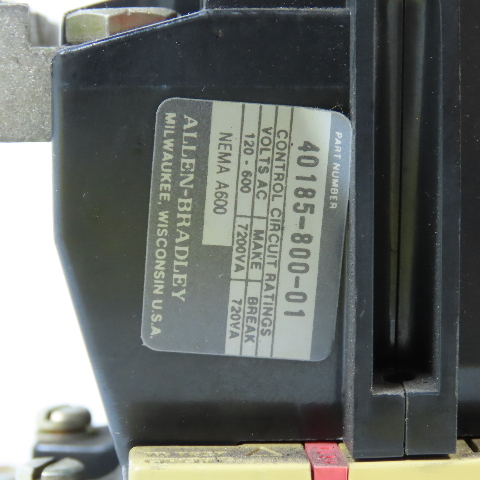 PART NUMBER
40185-800-01
CONTROL CIRCUIT RATINGS
VOLTS AC MAKE BREAK
120 - 600 7200VA 720VA
NEMA A600
ALLEN-BRADLEY
MILWAUKEE, WISCONSIN U.S.A.